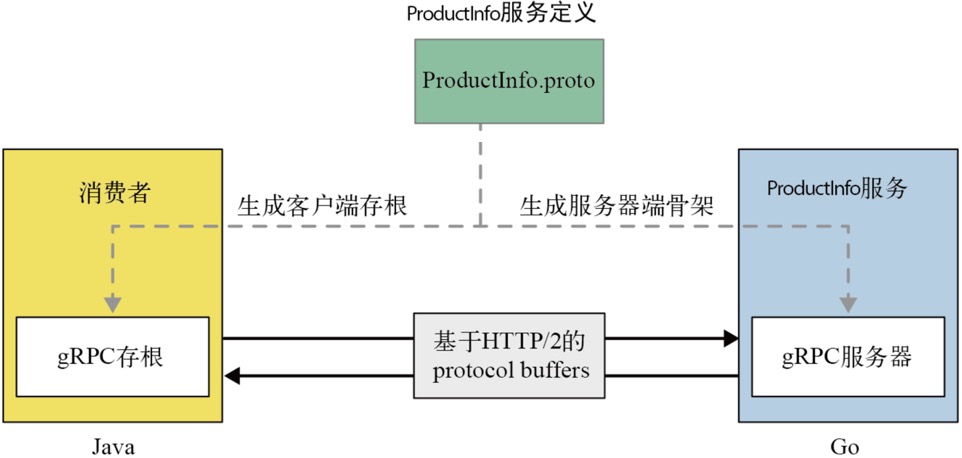 ProductInfo服务定义
ProductInfo.proto
消费者
生成客户端存根
生成服务器端骨架
ProductInfo服务
gRPC存根
基于HTTP/2的
protocol buffers
gRPC服务器
Java
Go